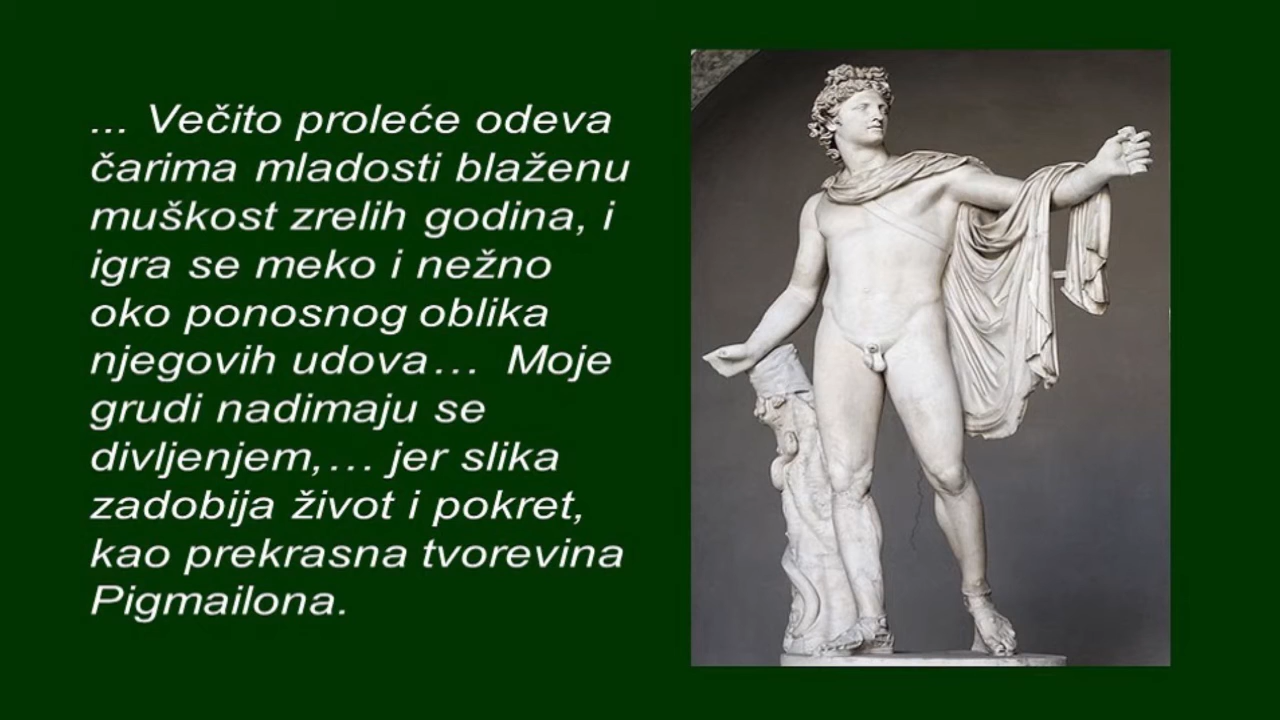 ... Večito proleće odeva
čarima mladosti blaženu
muškost zrelih godina, i
igra se meko i nežno
oko ponosnog oblika
njegovih udova… Moje
grudi nadimaju se
divljenjem,… jer slika
zadobija život i pokret,
kao prekrasna tvorevina
Pigmailona.